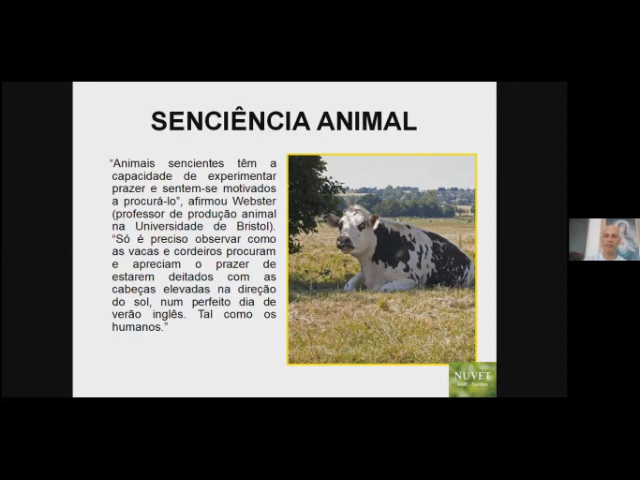 SENCIÊNCIA ANIMAL
“Animais sencientes têm a
capacidade de experimentar
prazer e sentem-se motivados
a procurá-lo”, afirmou Webster
(professor de produção animal
na Universidade de Bristol).
“Só é preciso observar como
as vacas e cordeiros procuram
e apreciam o prazer de
estarem deitados com as
cabeças elevadas na direção
do sol, num perfeito dia de
verão inglês. Tal como os
humanos.”
NUVET